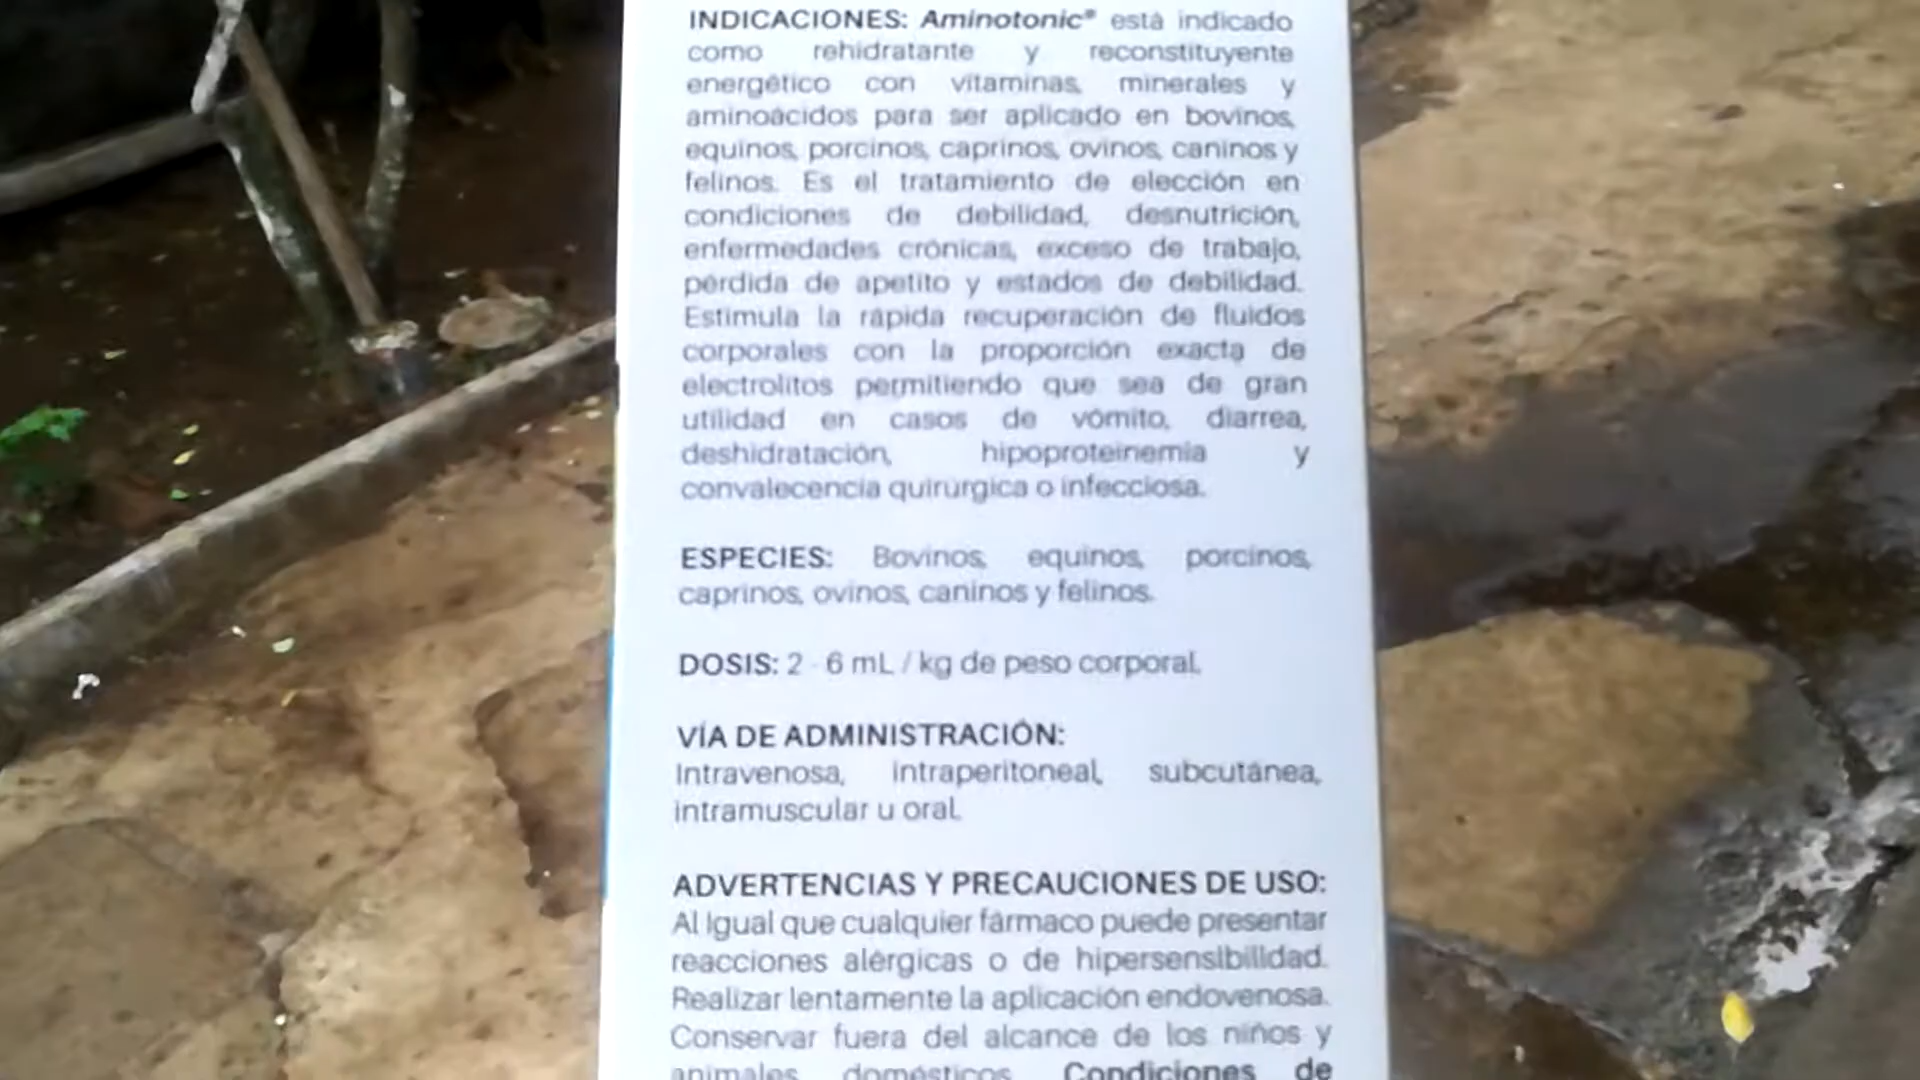 INDICACIONES: Aminotonic® está indicado
como rehidratante y reconstituyente
energético con vitaminas, minerales y
aminoácidos para ser aplicado en bovinos,
equinos, porcinos, caprinos, ovinos, caninos y
felinos. Es el tratamiento de elección en
condiciones de debilidad, desnutrición,
enfermedades crónicas, exceso de trabajo,
pérdida de apetito y estados de debilidad.
Estimula la rápida recuperación de fluidos
corporales con la proporción exacta de
electrolitos permitiendo que sea de gran
utilidad en casos de vómito, diarrea,
deshidratación, hipoproteinemia y
convalecencia quirúrgica o infecciosa.
ESPECIES: Bovinos, equinos, porcinos,
caprinos, ovinos, caninos y felinos.
DOSIS: 2 - 6 mL / kg de peso corporal.
VÍA DE ADMINISTRACIÓN:
Intravenosa, intraperitoneal, subcutánea,
intramuscular u oral.
ADVERTENCIAS Y PRECAUCIONES DE USO:
Al Igual que cualquier fármaco puede presentar
reacciones alérgicas o de hipersensibilidad.
Realizar lentamente la aplicación endovenosa.
Conservar fuera del alcance de los niños y
animales domésticos. Condiciones de